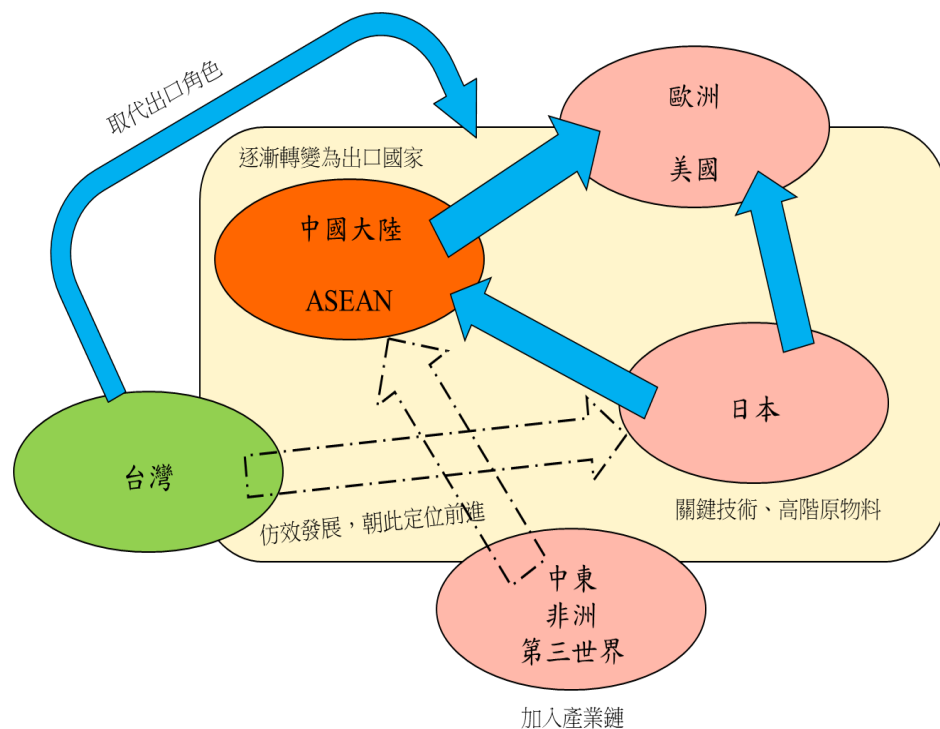 取代出口角色
歐洲
美國
逐漸轉變為出口國家
中國大陸
ASEAN
日本
台灣
關鍵技術、高階原物料
仿效發展，朝此定位前進
中東
非洲
第三世界
加入產業鏈